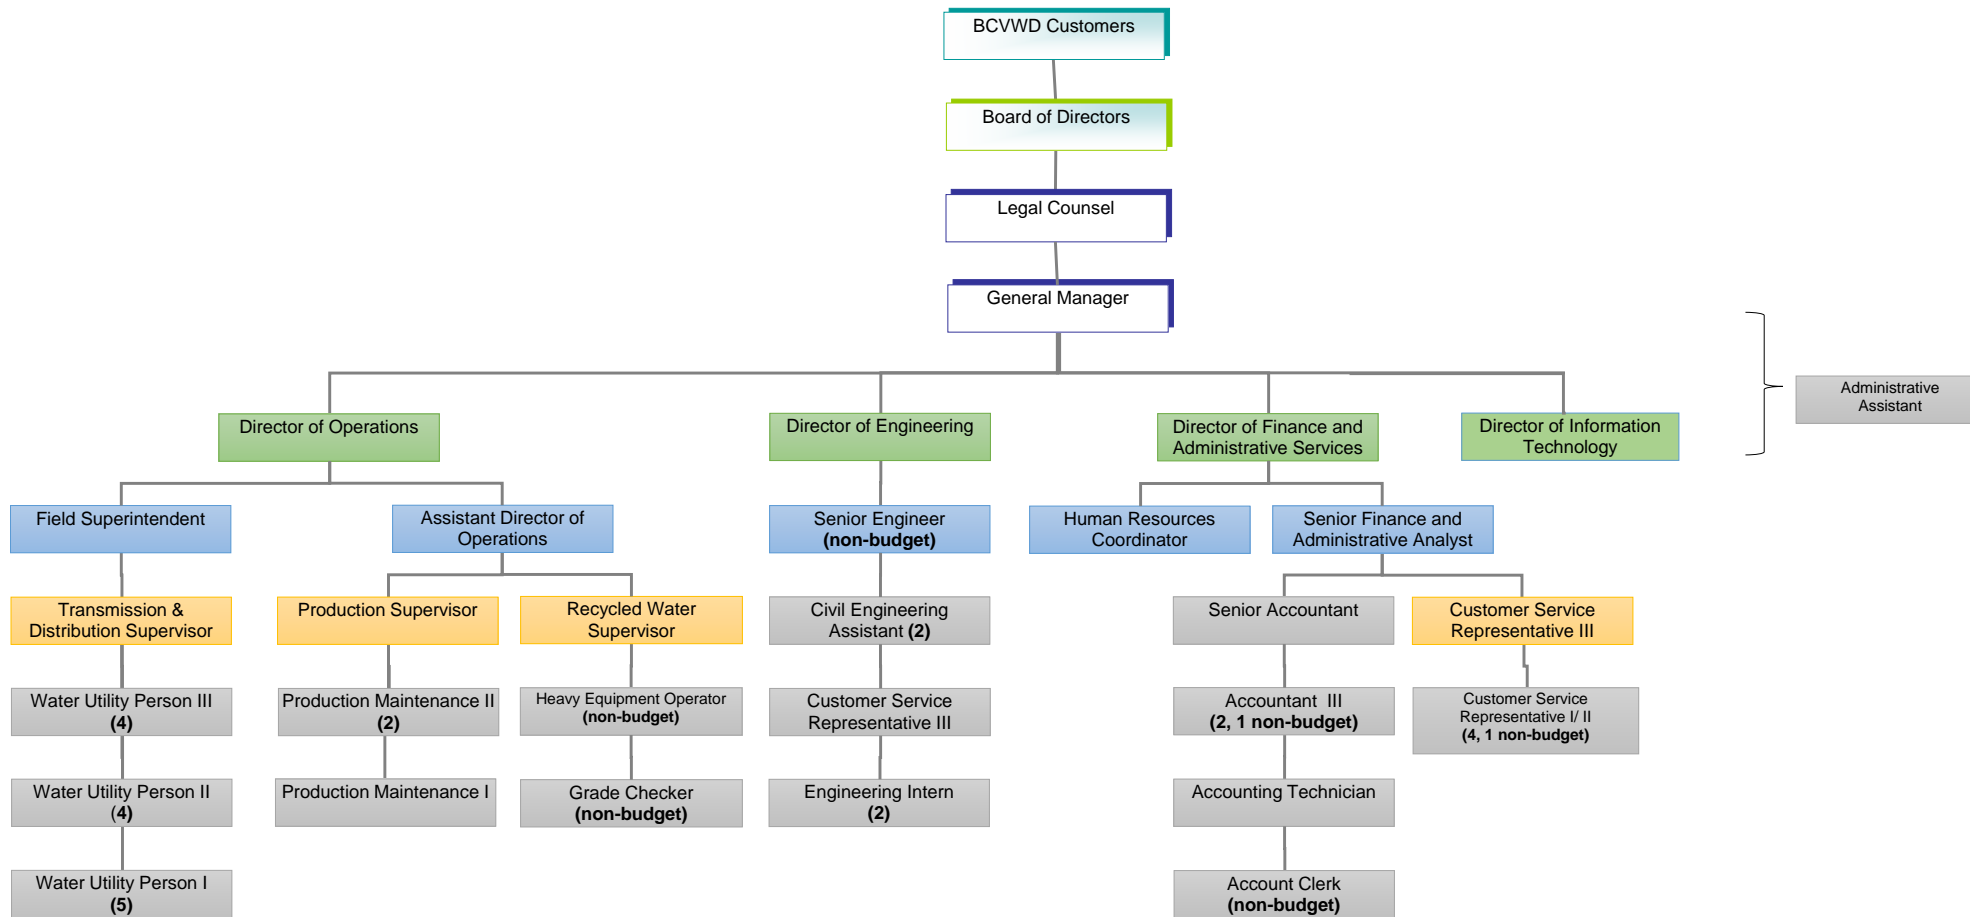 BCVWD Customers
Board of Directors
Legal Counsel
General Manager
Administrative
Assistant
Director of Operations
Director of Engineering
Director of Finance and
Administrative Services
Director of Information
Technology
Field Superintendent
Assistant Director of
Operations
Senior Engineer
(non-budget)
Human Resources
Coordinator
Senior Finance and
Administrative Analyst
Transmission &
Distribution Supervisor
Production Supervisor
Recycled Water
Supervisor
Civil Engineering
Assistant (2)
Senior Accountant
Customer Service
Representative III
Water Utility Person III
(4)
Production Maintenance II
(2)
Heavy Equipment Operator
(non-budget)
Customer Service
Representative III
Accountant III
(2, 1 non-budget)
Customer Service
Representative I/ II
(4, 1 non-budget)
Water Utility Person II
(4)
Production Maintenance I
Grade Checker
(non-budget)
Engineering Intern
(2)
Accounting Technician
Water Utility Person I
(5)
Account Clerk
(non-budget)